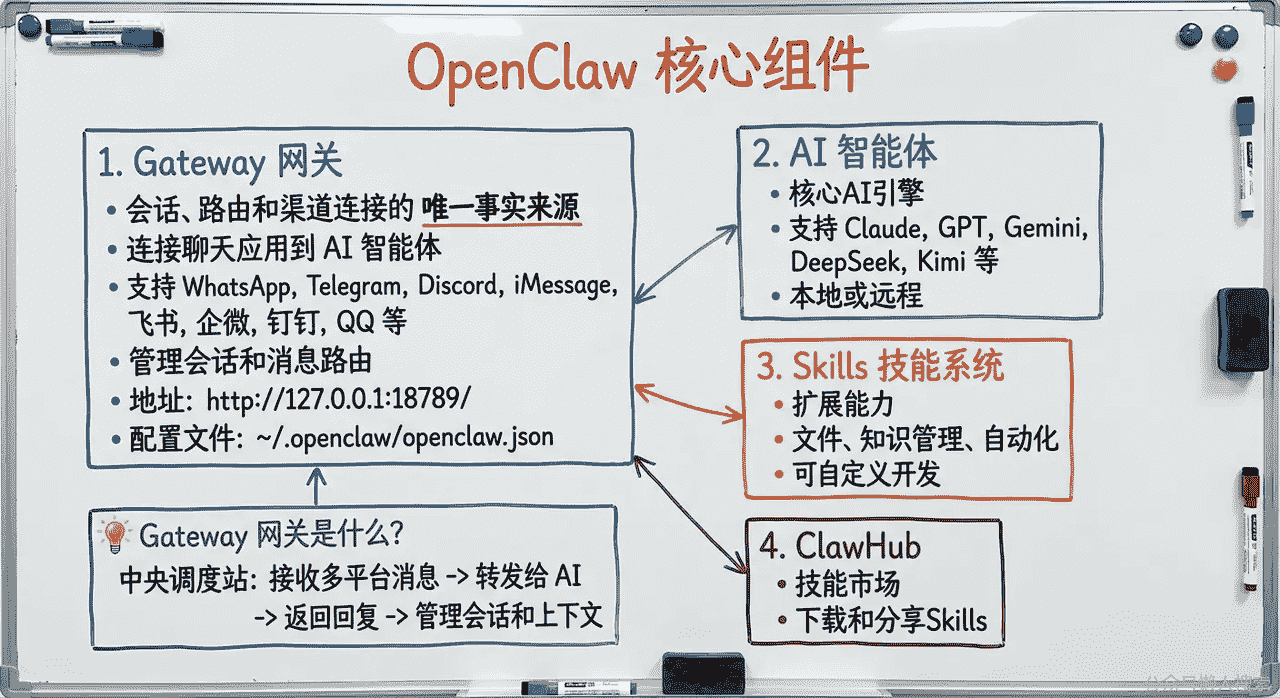 OpenClaw 核心组件
1. Gateway 网关
• 会话、路由和渠道连接的 唯一事实来源
• 连接聊天应用到 AI 智能体
• 支持 WhatsApp, Telegram, Discord, iMessage,
飞书, 企微, 钉钉, QQ 等
• 管理会话和消息路由
• 地址: http://127.0.0.1:18789/
• 配置文件: ~/.openclaw/openclaw.json
Gateway 网关是什么?
中央调度站: 接收多平台消息 -> 转发给 AI
-> 返回回复 -> 管理会话和上下文
2. AI 智能体
• 核心AI引擎
• 支持 Claude, GPT, Gemini,
DeepSeek, Kimi 等
• 本地或远程
3. Skills 技能系统
• 扩展能力
• 文件、知识管理、自动化
• 可自定义开发
4. ClawHub
• 技能市场
• 下载和分享Skills